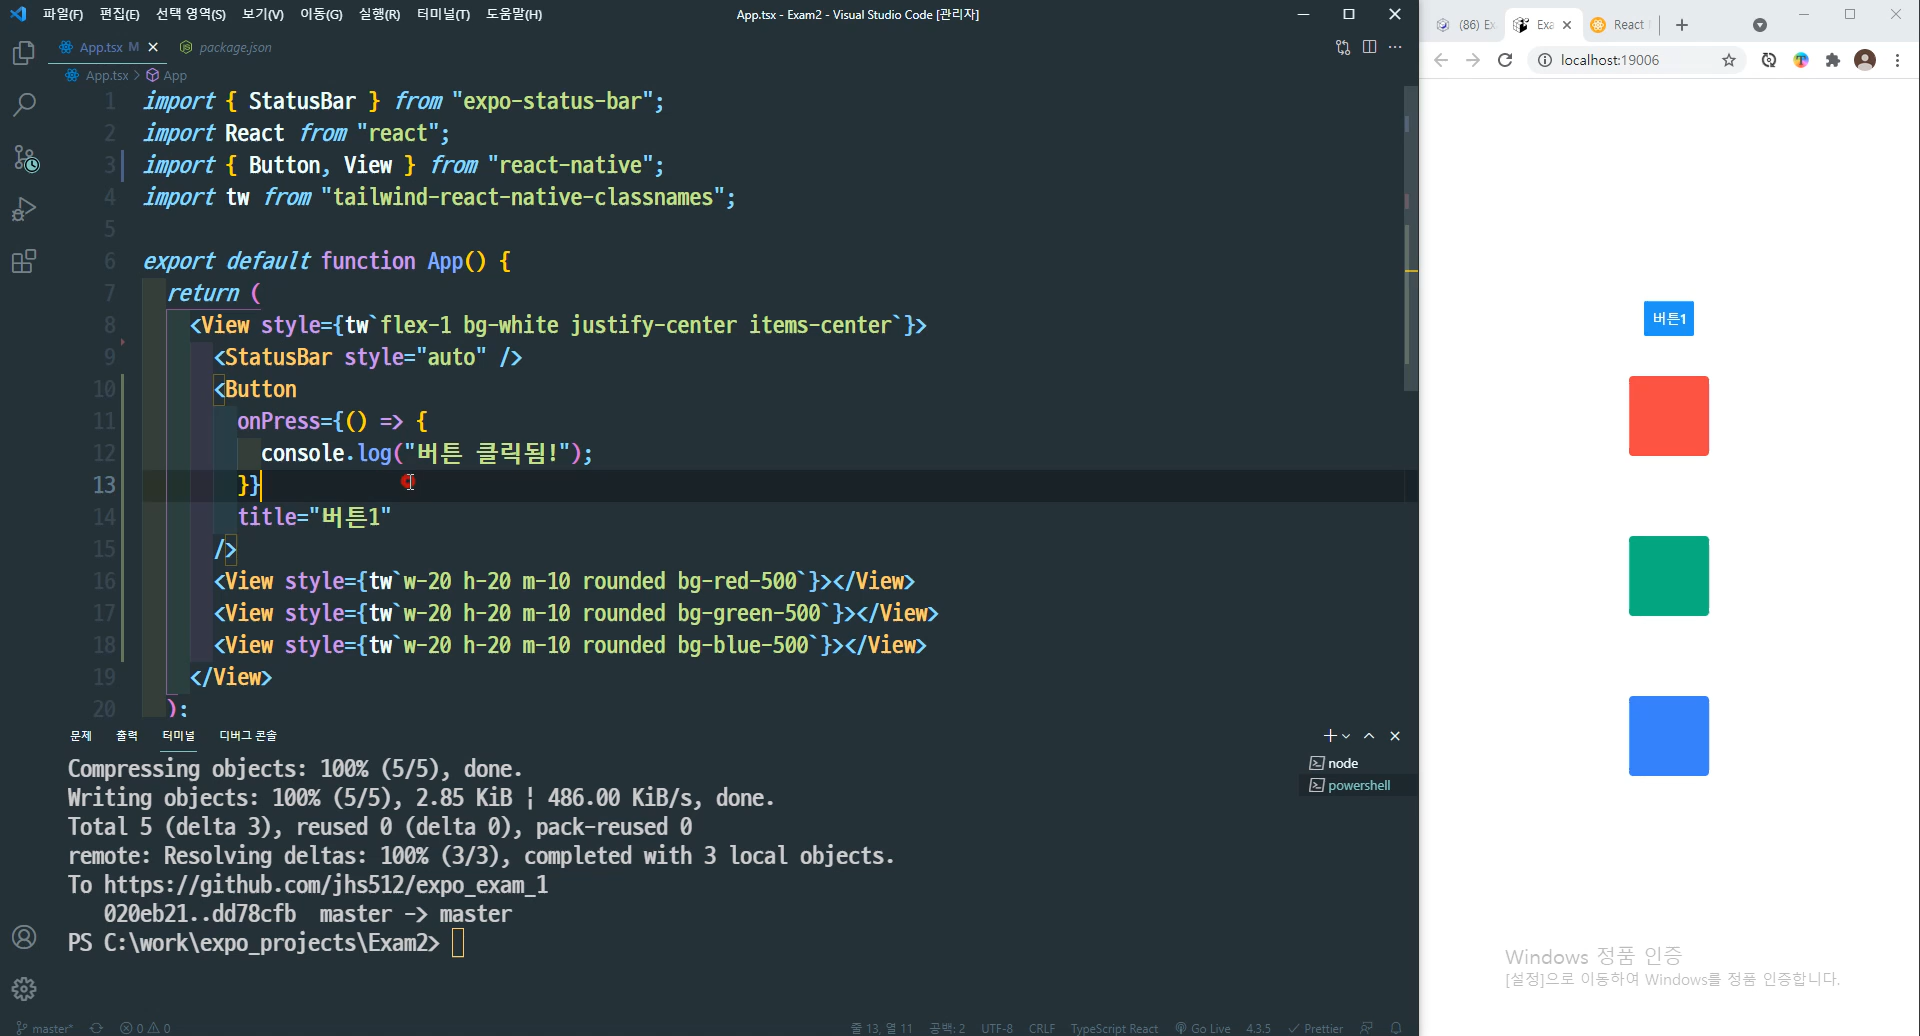 파일(F) 편집(E) 선택 영역(S) 보기(V) 이동(G) 실행(R) 터미널(T) 도움말(H) App.tsx - Exam2 - Visual Studio Code [관리자]
App.tsx M package.json
App.tsx > App
1 import { StatusBar } from "expo-status-bar";
2 import React from "react";
3 import { Button, View } from "react-native";
4 import tw from "tailwind-react-native-classnames";
5
6 export default function App() {
7 return (
8 <View style={tw`flex-1 bg-white justify-center items-center`}>
9 <StatusBar style="auto" />
10 <Button
11 onPress={() => {
12 console.log("버튼 클릭됨!");
13 }}
14 title="버튼1"
15 />
16 <View style={tw`w-20 h-20 m-10 rounded bg-red-500`}></View>
17 <View style={tw`w-20 h-20 m-10 rounded bg-green-500`}></View>
18 <View style={tw`w-20 h-20 m-10 rounded bg-blue-500`}></View>
19 </View>
20 );
문제 출력 터미널 디버그 콘솔
Compressing objects: 100% (5/5), done.
Writing objects: 100% (5/5), 2.85 KiB ¦ 486.00 KiB/s, done.
Total 5 (delta 3), reused 0 (delta 0), pack-reused 0
remote: Resolving deltas: 100% (3/3), completed with 3 local objects.
To https://github.com/jhs512/expo_exam_1
020eb21..dd78cfb master -> master
PS C:\work\expo_projects\Exam2>
node
powershell
master* 0 0 줄 13, 열 11 공백: 2 UTF-8 CRLF TypeScript React Go Live 4.3.5 Prettier
(86) Ex Exa React
localhost:19006
버튼1
Windows 정품 인증
[설정]으로 이동하여 Windows를 정품 인증합니다.